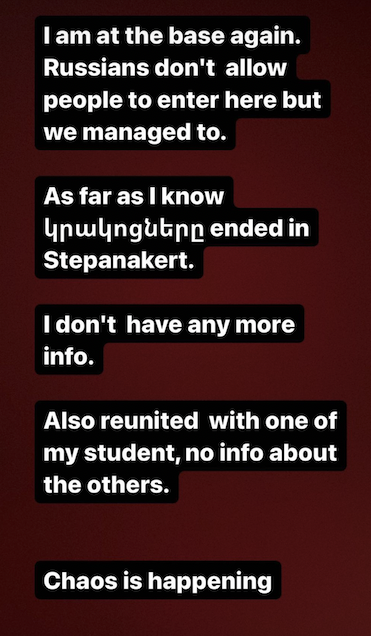 I am at the base again.
Russians don't  allow
people to enter here but
we managed to.
As far as I know
կրակոցները ended in
Stepanakert.
I don't  have any more
info.
Also reunited  with one of
my student, no info about
the others.
Chaos is happening